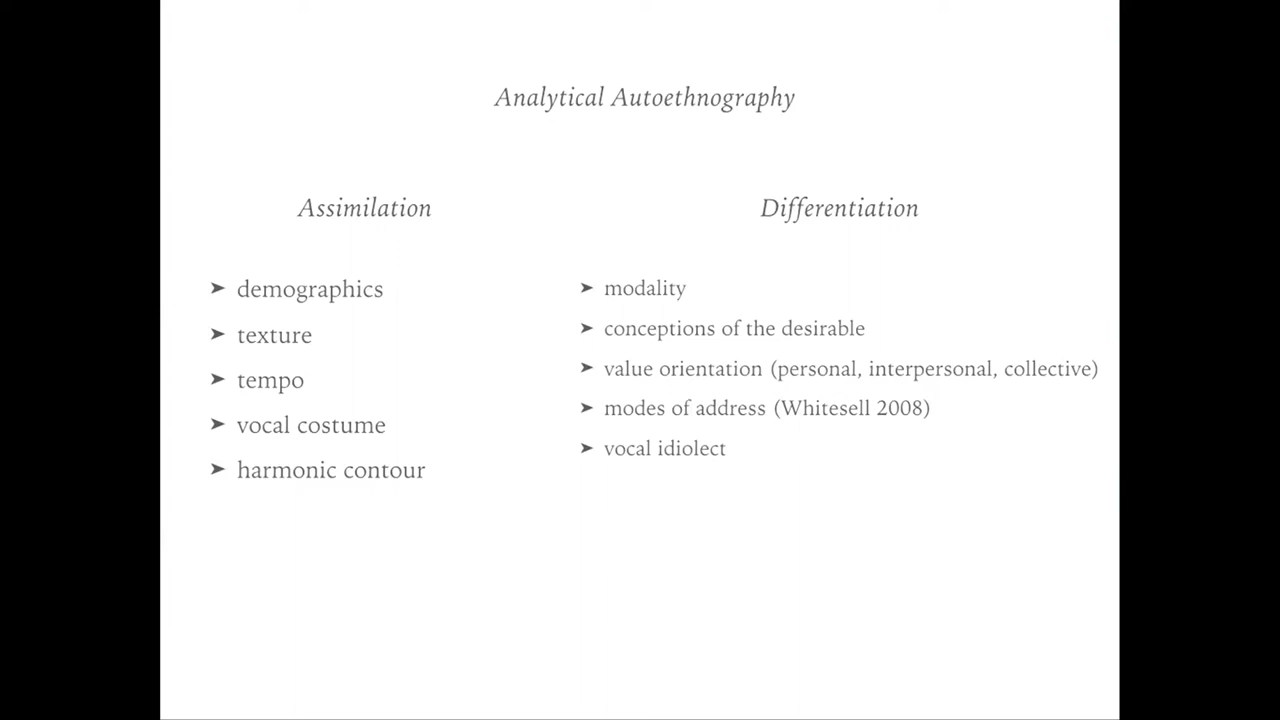 Analytical Autoethnography
Assimilation
➤ demographics
➤ texture
➤ tempo
➤ vocal costume
➤ harmonic contour
Differentiation
➤ modality
➤ conceptions of the desirable
➤ value orientation (personal, interpersonal, collective)
➤ modes of address (Whitesell 2008)
➤ vocal idiolect